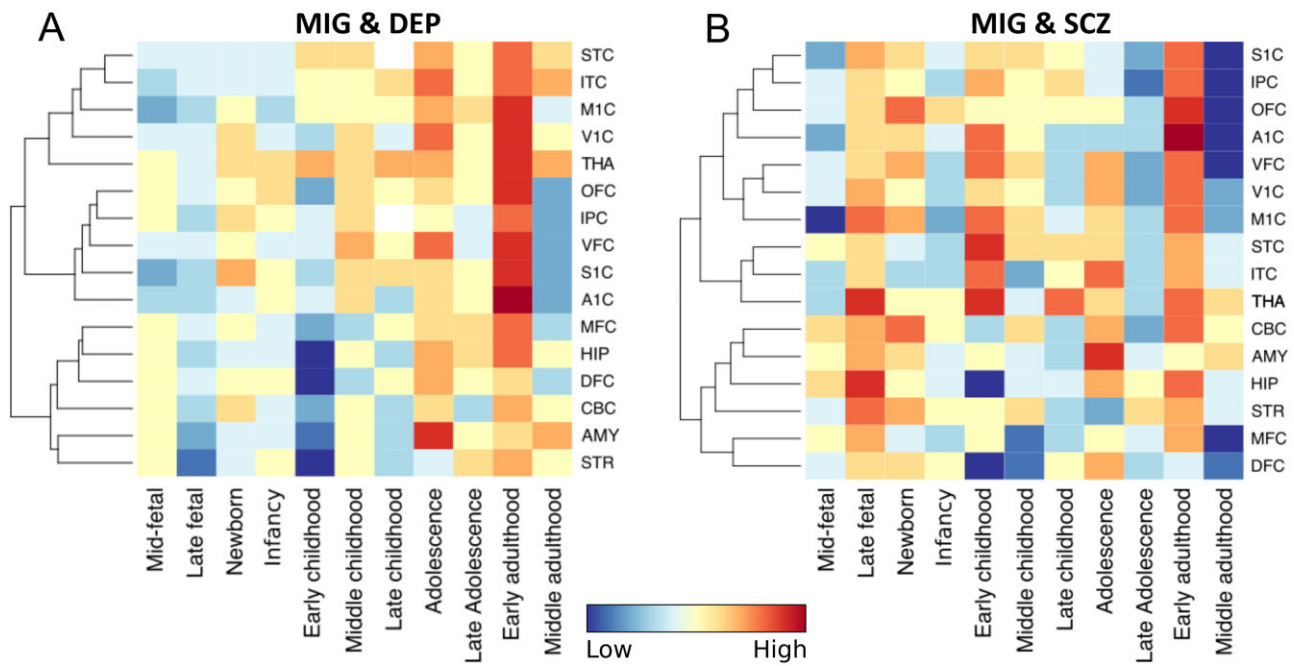 A
MIG & DEP
STC
ITC
M1C
V1C
THA
OFC
IPC
VFC
S1C
A1C
MFC
HIP
DFC
CBC
AMY
STR
Mid-fetal
Late fetal
Newborn
Infancy
Early childhood
Middle childhood
Late childhood
Adolescence
Late Adolescence
Early adulthood
Middle adulthood
B
MIG & SCZ
S1C
IPC
OFC
A1C
VFC
V1C
M1C
STC
ITC
THA
CBC
AMY
HIP
STR
MFC
DFC
Mid-fetal
Late fetal
Newborn
Infancy
Early childhood
Middle childhood
Late childhood
Adolescence
Late Adolescence
Early adulthood
Middle adulthood
Low
High